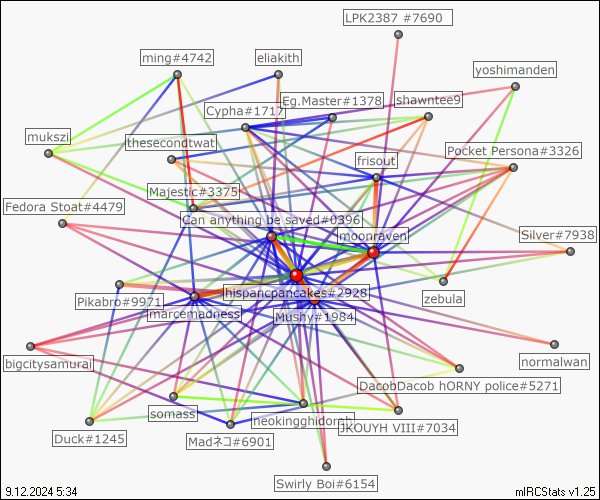 LPK2387 #7690
ming#4742
eliakith
yoshimanden
Eg.Master#1378
shawntee9
Cypha#1717
mukszi
thesecondtwat
Pocket Persona#3326
frisout
Majestic#3375
Fedora Stoat#4479
Can anything be saved#0396
moonraven
Silver#7938
hispancpancakes#2928
zebula
Pikabro#9971
marcemadness
Mushy#1984
bigcitysamurai
normalwan
DacobDacob hORNY police#5271
somass
neokingghidorah
JKOUYH VIII#7034
Duck#1245
Madネコ#6901
Swirly Boi#6154
9.12.2024 5:34
mIRCStats v1.25